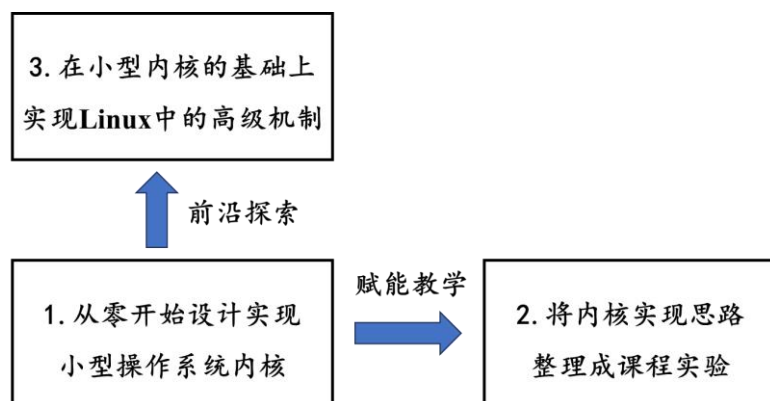 3.在小型内核的基础上
实现Linux中的高级机制
前沿探索
1.从零开始设计实现
小型操作系统内核
赋能教学
2.将内核实现思路
整理成课程实验